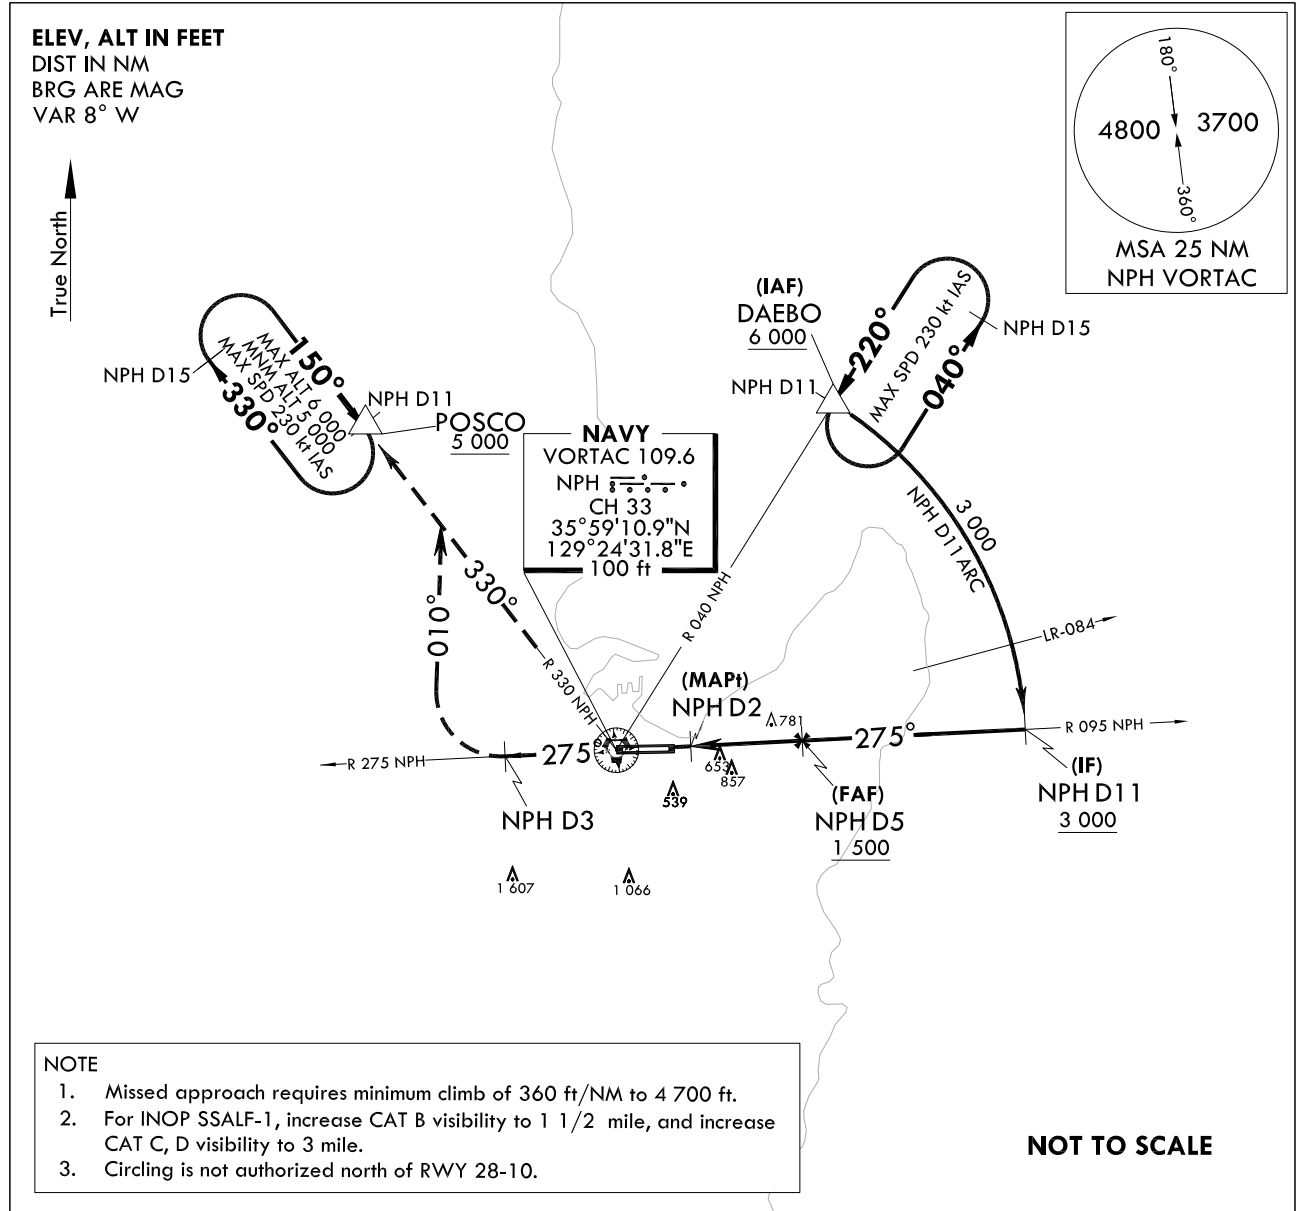 ELEV, ALT IN FEET
DIST IN NM
BRG ARE MAG
VAR 8° W
True North
180°
4800
3700
360°
MSA 25 NM
NPH VORTAC
(IAF)
DAEBO
6 000
NPH D11
220°
MAX SPD 230 kt IAS
040°
NPH D15
NPH D15
150°
MAX ALT 6 000
MNM ALT 5 000
MAX SPD 230 kt IAS
330°
NPH D11
POSCO
5 000
NAVY
VORTAC 109.6
NPH
CH 33
35°59'10.9"N
129°24'31.8"E
100 ft
3 000
NPH D11 ARC
R 040 NPH
LR-084
330°
010°
R 330 NPH
(MAPt)
NPH D2
781
275°
R 095 NPH
275°
R 275 NPH
653
857
539
(IF)
NPH D11
3 000
(FAF)
NPH D5
1 500
NPH D3
1 607
1 066
NOTE
1. Missed approach requires minimum climb of 360 ft/NM to 4 700 ft.
2. For INOP SSALF-1, increase CAT B visibility to 1 1/2 mile, and increase
CAT C, D visibility to 3 mile.
3. Circling is not authorized north of RWY 28-10.
NOT TO SCALE